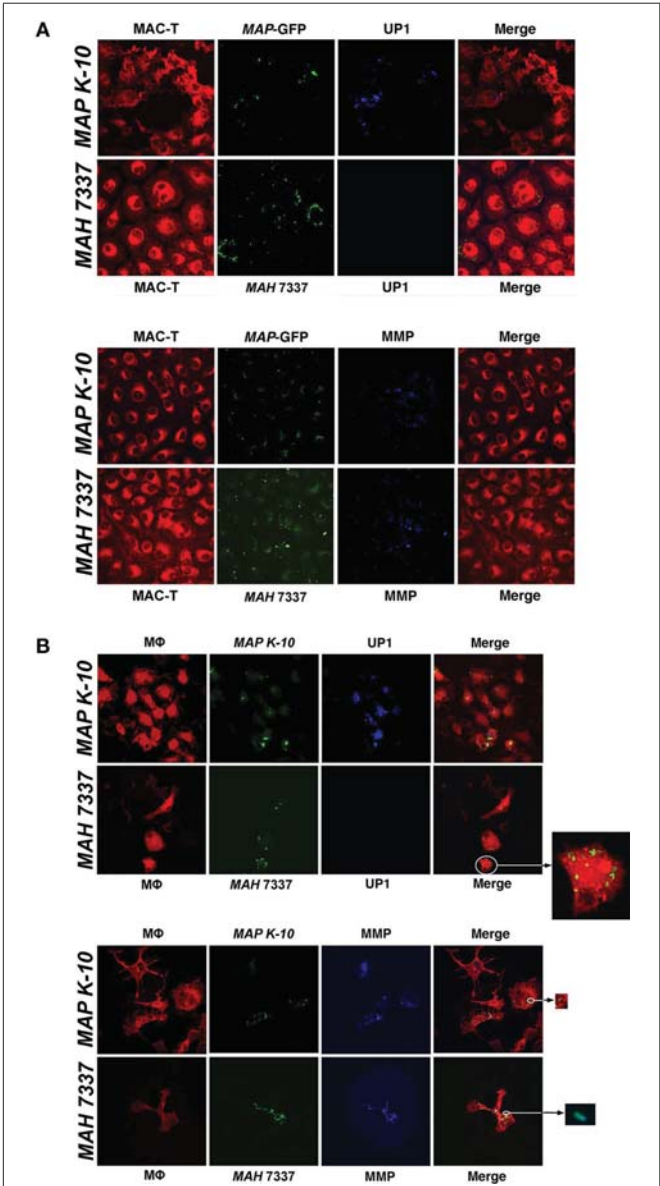 A
MAC-T MAP-GFP UP1 Merge
MAP K-10
MAH 7337
MAC-T MAH 7337 UP1 Merge
MAC-T MAP-GFP MMP Merge
MAP K-10
MAH 7337
MAC-T MAH 7337 MMP Merge
B
MΦ MAP K-10 UP1 Merge
MAP K-10
MAH 7337
MΦ MAH 7337 UP1 Merge
MΦ MAP K-10 MMP Merge
MAP K-10
MAH 7337
MΦ MAH 7337 MMP Merge